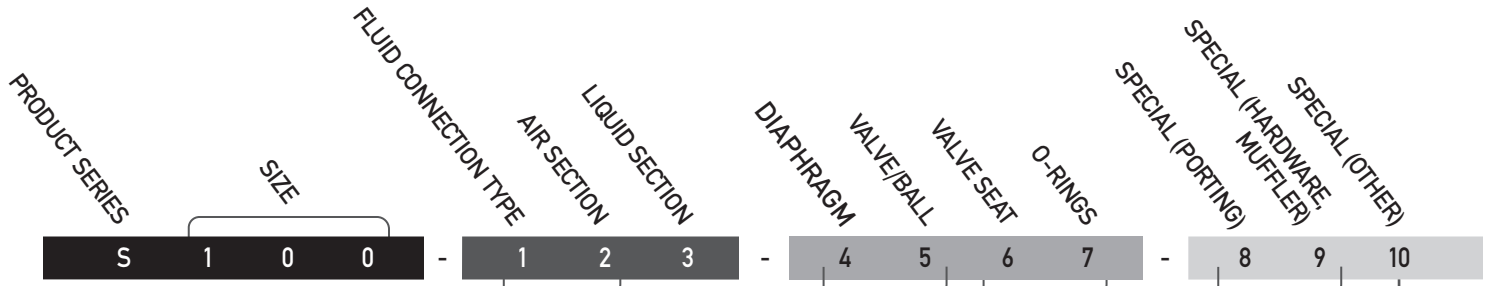 PRODUCT SERIES
SIZE
FLUID CONNECTION TYPE
AIR SECTION
LIQUID SECTION
DIAPHRAGM
VALVE/BALL
VALVE SEAT
O-RINGS
SPECIAL (PORTING)
SPECIAL (HARDWARE,
MUFFLER)
SPECIAL (OTHER)
S 1 0 0 - 1 2 3 - 4 5 6 7 - 8 9 10